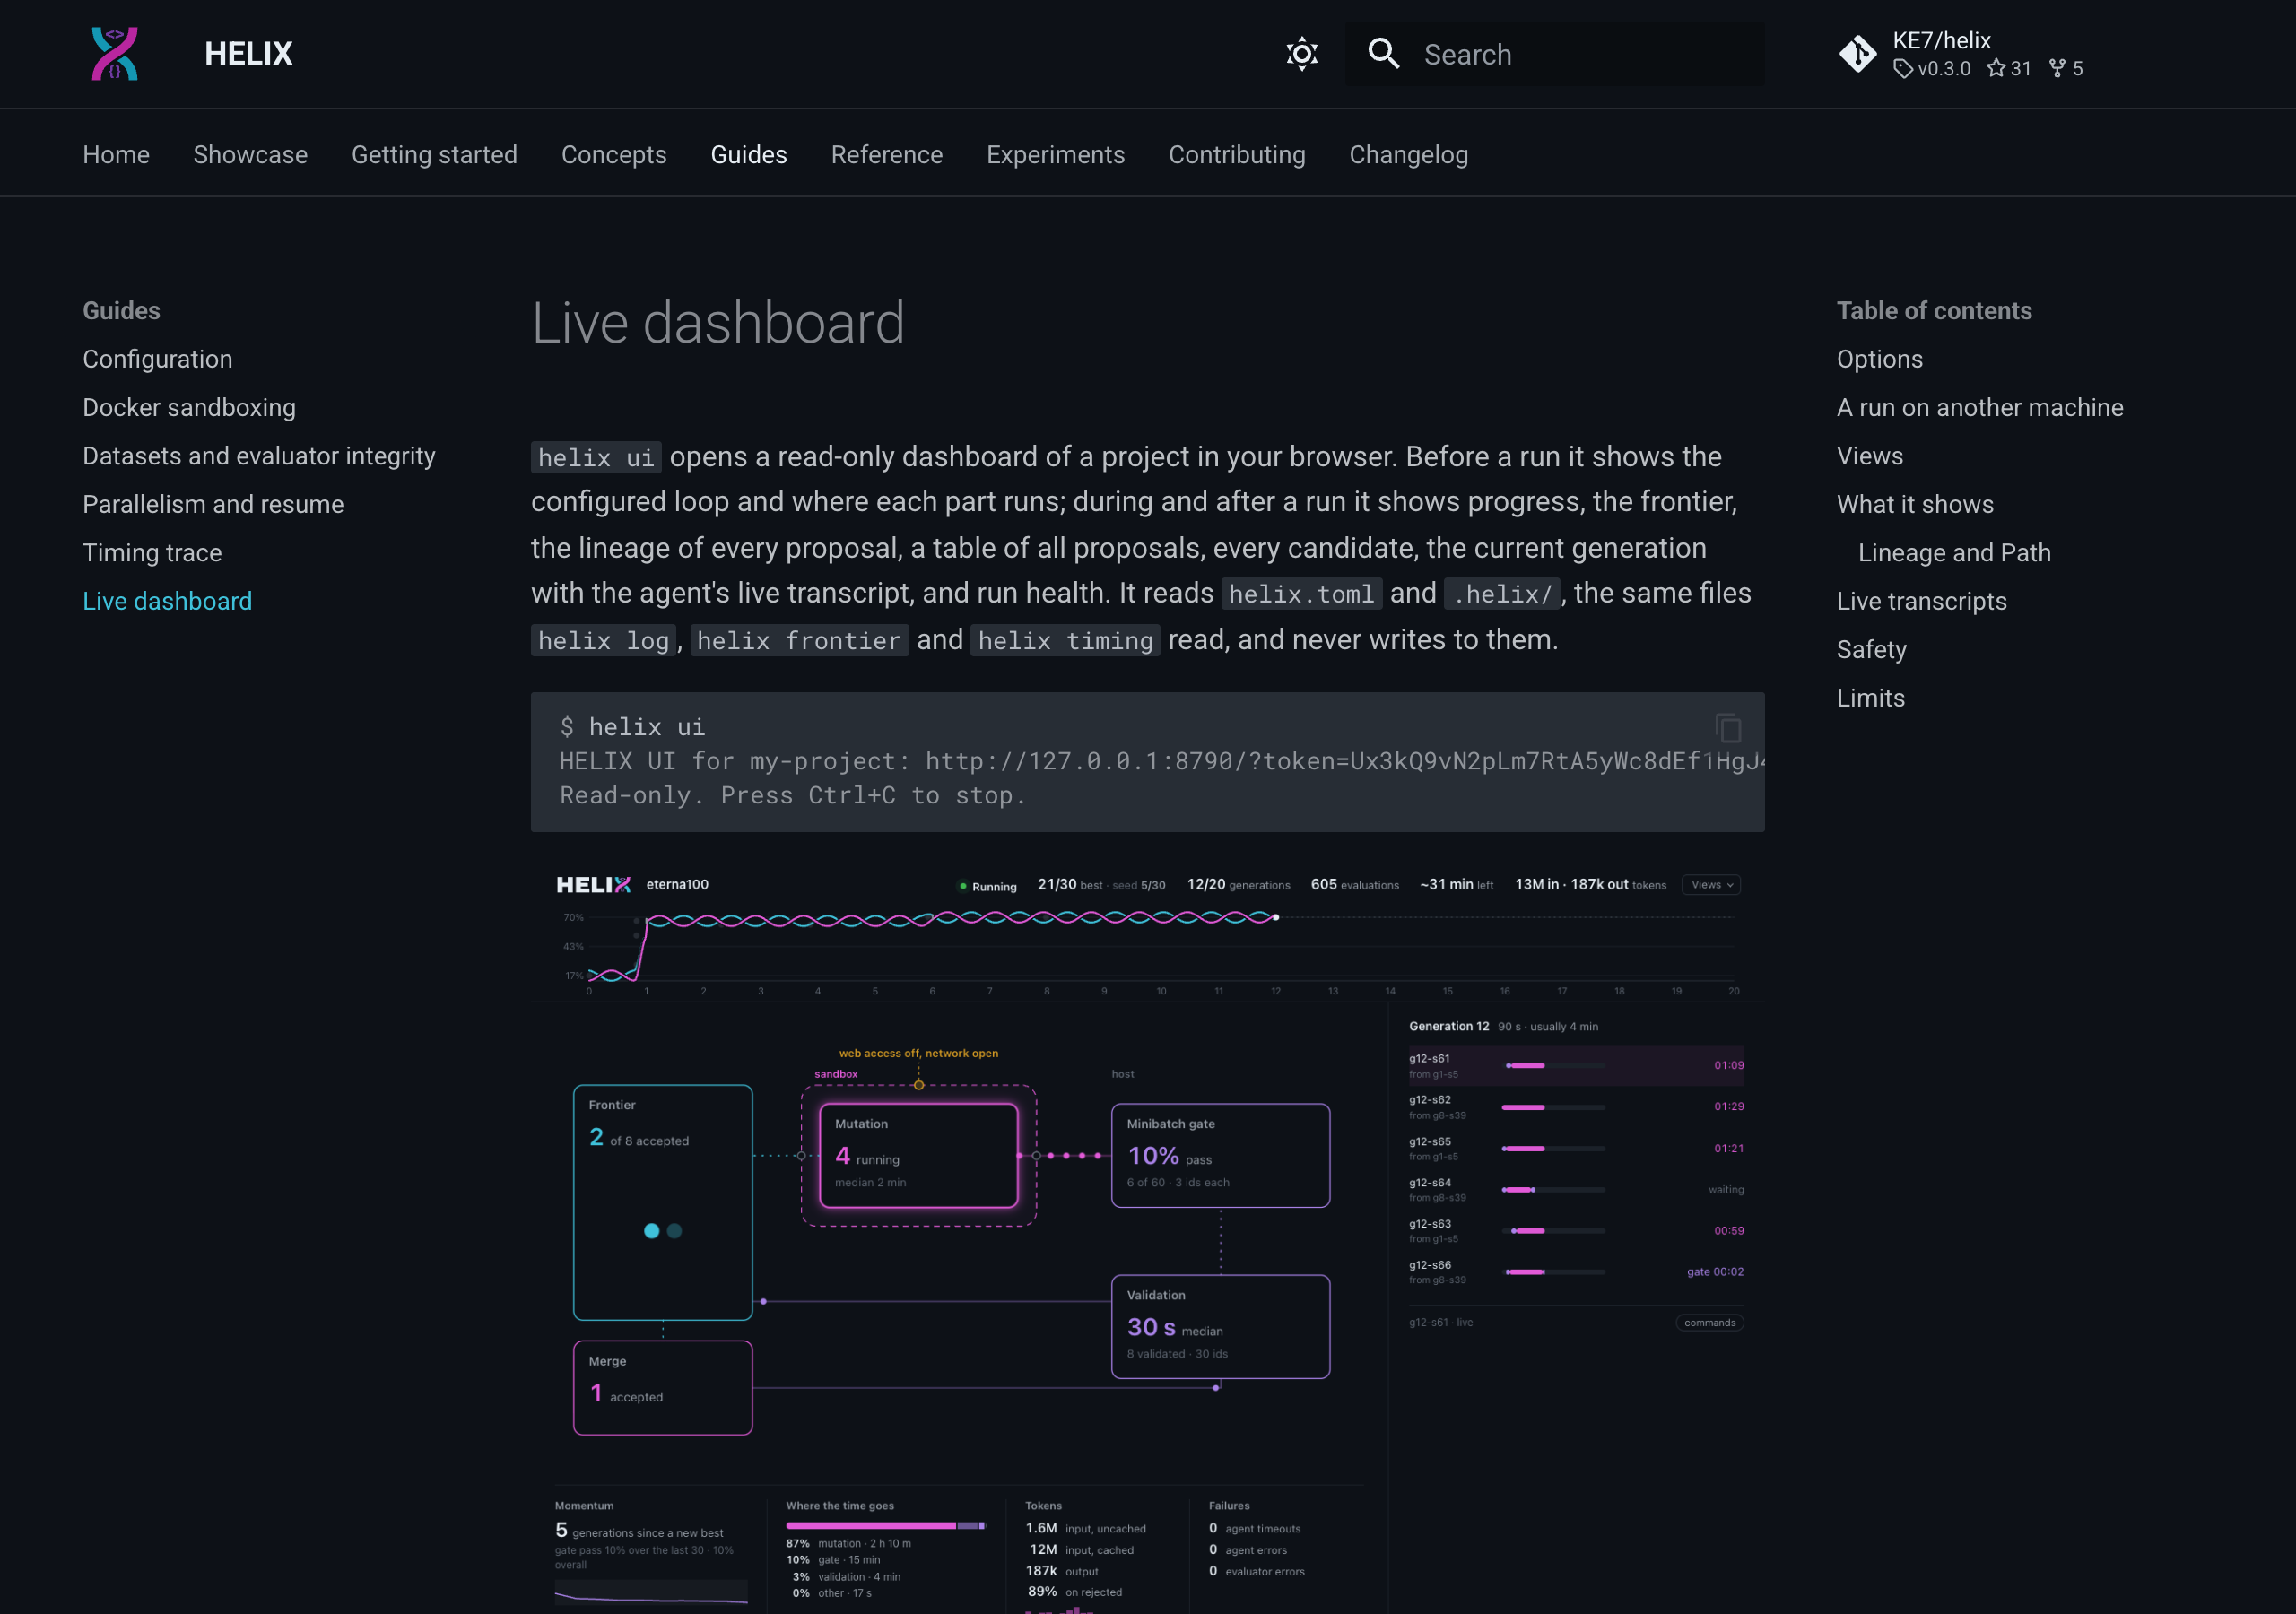 <>
{}
HELIX
Search
KE7/helix
v0.3.0 31 5
Home Showcase Getting started Concepts Guides Reference Experiments Contributing Changelog
Guides
Configuration
Docker sandboxing
Datasets and evaluator integrity
Parallelism and resume
Timing trace
Live dashboard
Live dashboard
helix ui opens a read-only dashboard of a project in your browser. Before a run it shows the
configured loop and where each part runs; during and after a run it shows progress, the frontier,
the lineage of every proposal, a table of all proposals, every candidate, the current generation
with the agent's live transcript, and run health. It reads helix.toml and .helix/, the same files
helix log, helix frontier and helix timing read, and never writes to them.
$ helix ui
HELIX UI for my-project: http://127.0.0.1:8790/?token=Ux3kQ9vN2pLm7RtA5yWc8dEf1HgJ4
Read-only. Press Ctrl+C to stop.
HELIX eterna100
Running 21/30 best · seed 5/30 12/20 generations 605 evaluations ~31 min left 13M in · 187k out tokens Views
70%
43%
17%
0 1 2 3 4 5 6 7 8 9 10 11 12 13 14 15 16 17 18 19 20
web access off, network open
sandbox
host
Frontier
2 of 8 accepted
Mutation
4 running
median 2 min
Minibatch gate
10% pass
6 of 60 · 3 ids each
Validation
30 s median
8 validated · 30 ids
Merge
1 accepted
Generation 12 90 s · usually 4 min
g12-s61
from g1-s5
01:09
g12-s62
from g8-s39
01:29
g12-s65
from g1-s5
01:21
g12-s64
from g8-s39
waiting
g12-s63
from g1-s5
00:59
g12-s66
from g8-s39
gate 00:02
g12-s61 · live
commands
Momentum
5 generations since a new best
gate pass 10% over the last 30 · 10%
overall
Where the time goes
87% mutation · 2 h 10 m
10% gate · 15 min
3% validation · 4 min
0% other · 17 s
Tokens
1.6M input, uncached
12M input, cached
187k output
89% on rejected
Failures
0 agent timeouts
0 agent errors
0 evaluator errors
Table of contents
Options
A run on another machine
Views
What it shows
Lineage and Path
Live transcripts
Safety
Limits